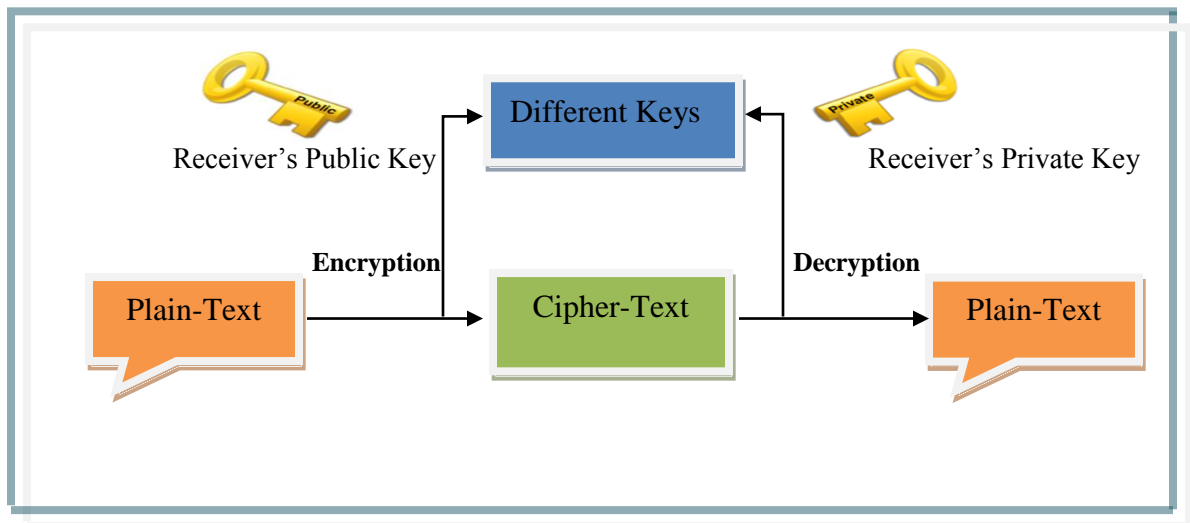 Public
Different Keys
Private
Receiver’s Public Key
Receiver’s Private Key
Encryption
Decryption
Plain-Text
Cipher-Text
Plain-Text